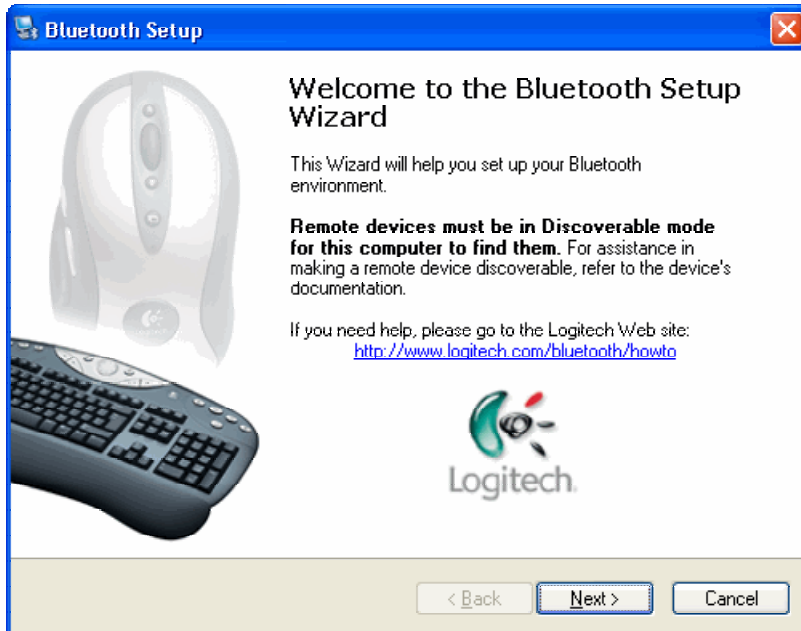 Bluetooth Setup
Welcome to the Bluetooth Setup
Wizard
This Wizard will help you set up your Bluetooth
environment.
Remote devices must be in Discoverable mode
for this computer to find them. For assistance in
making a remote device discoverable, refer to the device's
documentation.
If you need help, please go to the Logitech Web site:
http://www.logitech.com/bluetooth/howto
Logitech.
< Back
Next >
Cancel